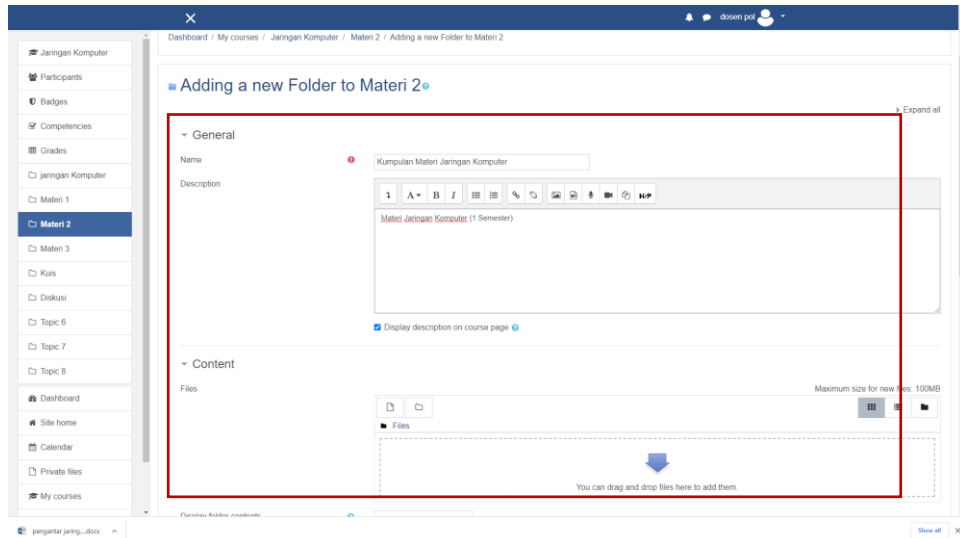 dosen pol
Dashboard / My courses / Jaringan Komputer / Materi 2 / Adding a new Folder to Materi 2
Jaringan Komputer
Participants
Badges
Competencies
Grades
jaringan Komputer
Materi 1
Materi 2
Materi 3
Kuis
Diskusi
Topic 6
Topic 7
Topic 8
Dashboard
Site home
Calendar
Private files
My courses
Adding a new Folder to Materi 2
Expand all
General
Name
Kumpulan Materi Jaringan Komputer
Description
A B I H-P
Materi Jaringan Komputer (1 Semester)
Display description on course page
Content
Files
Maximum size for new files: 100MB
Files
You can drag and drop files here to add them.
Display folder contents
pengantar jaring....docx
Show all